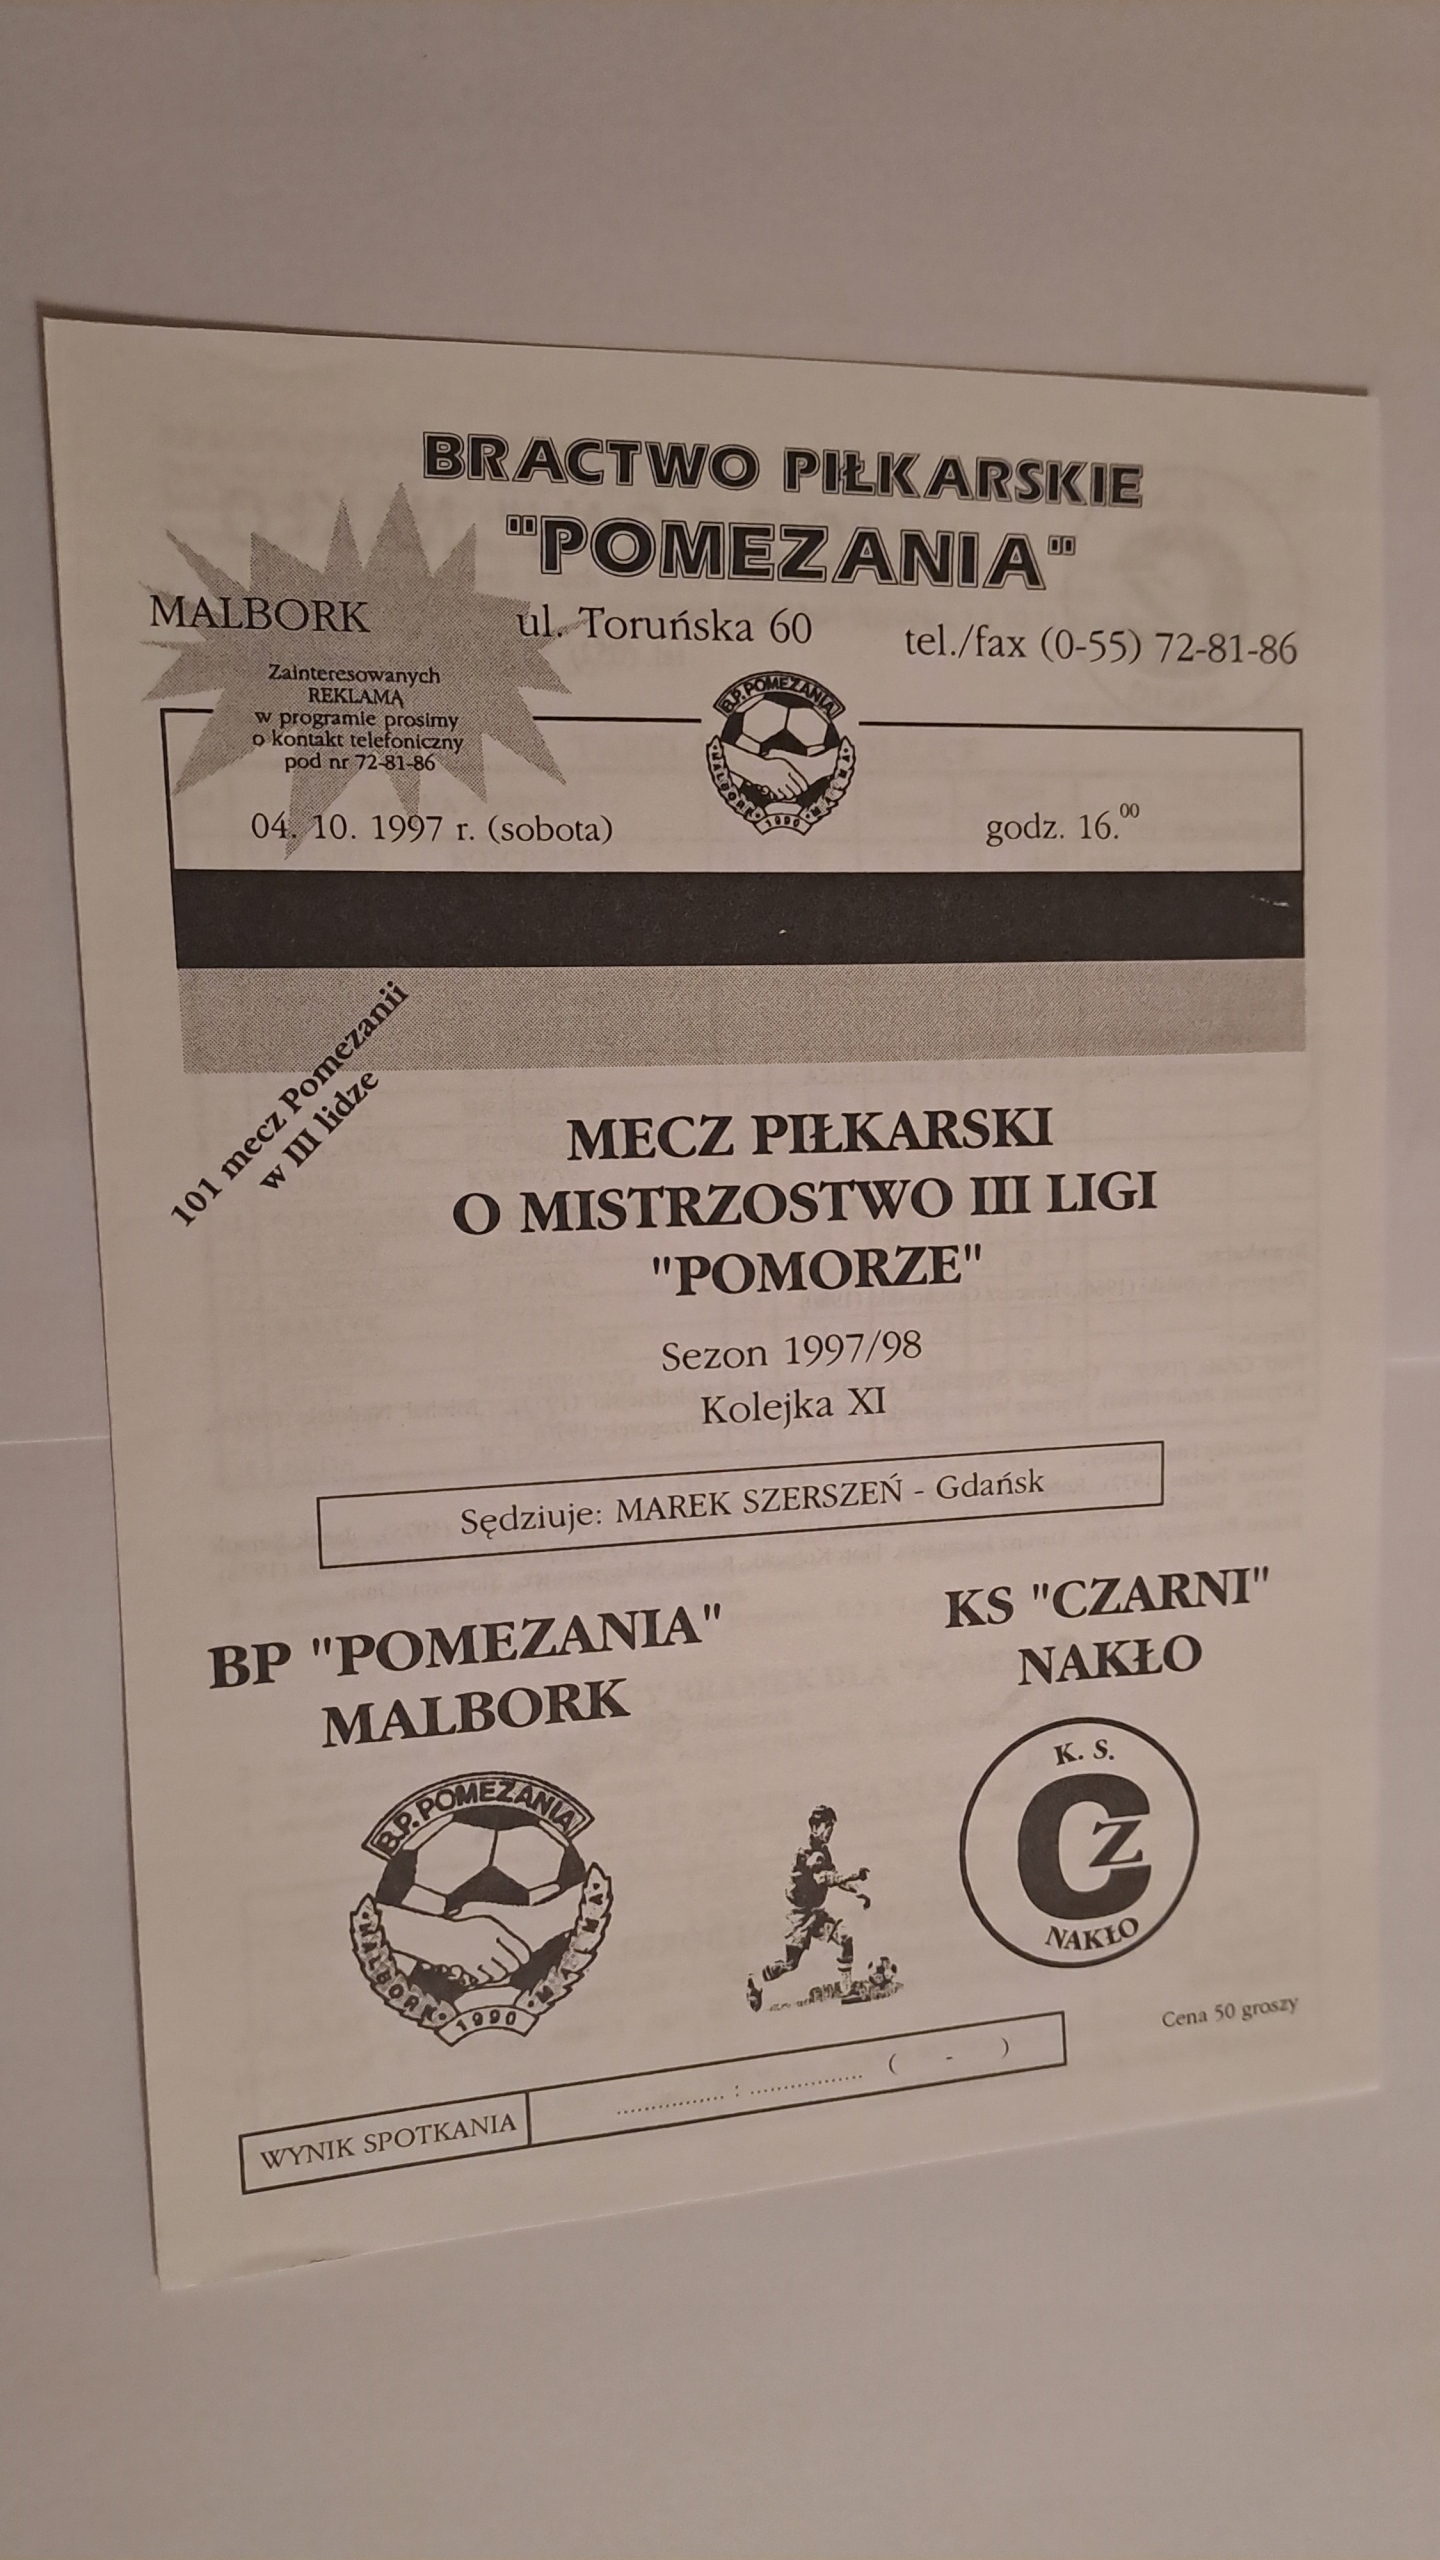 BRACTWO PIŁKARSKIE
"POMEZANIA"
MALBORK ul. Toruńska 60 tel./fax (0-55) 72-81-86
Zainteresowanych
REKLAMĄ
w programie prosimy
o kontakt telefoniczny
pod nr 72-81-86
B.P. POMEZANIA
MALBORK
MALMA
1990
04. 10. 1997 r. (sobota) godz. 16.00
101 mecz Pomezanii
w III lidze
MECZ PIŁKARSKI
O MISTRZOSTWO III LIGI
"POMORZE"
Sezon 1997/98
Kolejka XI
Sędziuje: MAREK SZERSZEŃ - Gdańsk
BP "POMEZANIA"
MALBORK
KS "CZARNI"
NAKŁO
B.P. POMEZANIA
MALBORK
MALMA
1990
K. S.
CZ
NAKŁO
Cena 50 groszy
WYNIK SPOTKANIA ................ : ................. ( - )